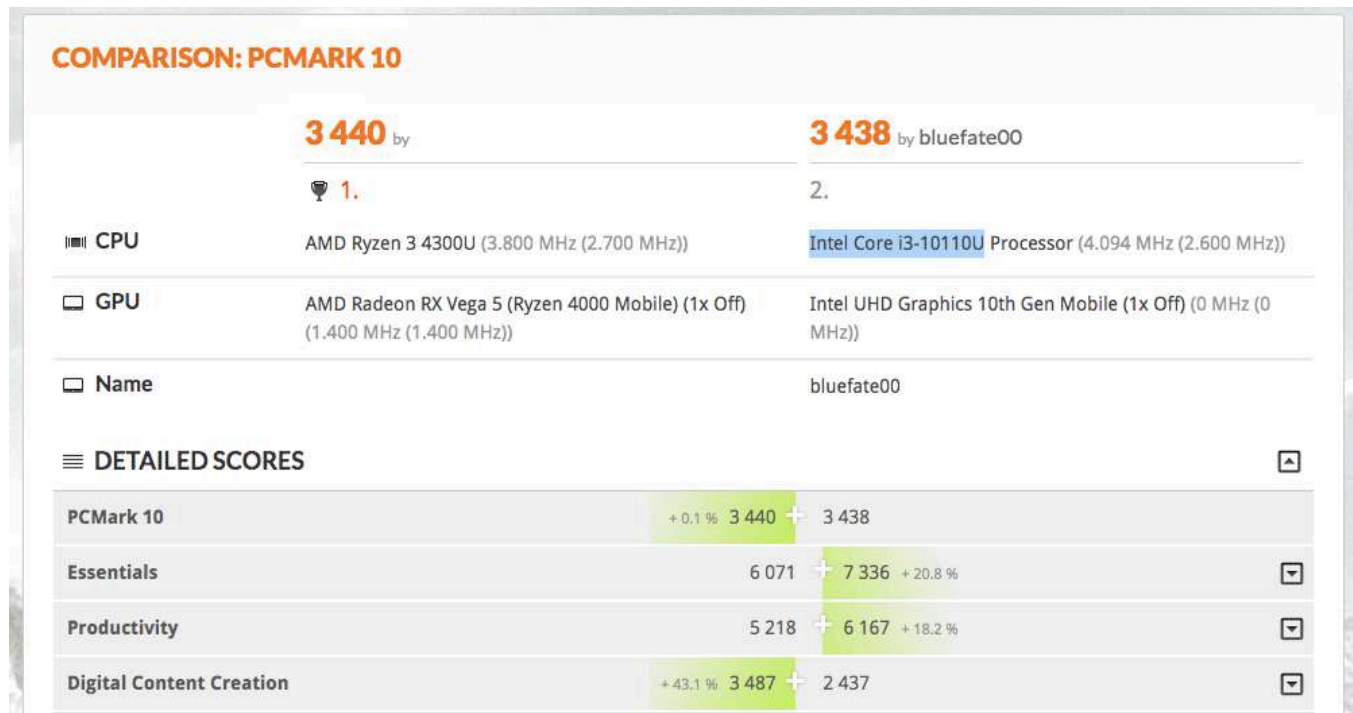 COMPARISON: PCMARK 10
3 440 by
3 438 by bluefate00
1.
2.
CPU
AMD Ryzen 3 4300U (3.800 MHz (2.700 MHz))
Intel Core i3-10110U Processor (4.094 MHz (2.600 MHz))
GPU
AMD Radeon RX Vega 5 (Ryzen 4000 Mobile) (1x Off)
(1.400 MHz (1.400 MHz))
Intel UHD Graphics 10th Gen Mobile (1x Off) (0 MHz (0
MHz))
Name
bluefate00
DETAILED SCORES
PCMark 10 + 0.1 % 3 440 3 438
Essentials 6 071 7 336 + 20.8 %
Productivity 5 218 6 167 + 18.2 %
Digital Content Creation + 43.1 % 3 487 2 437